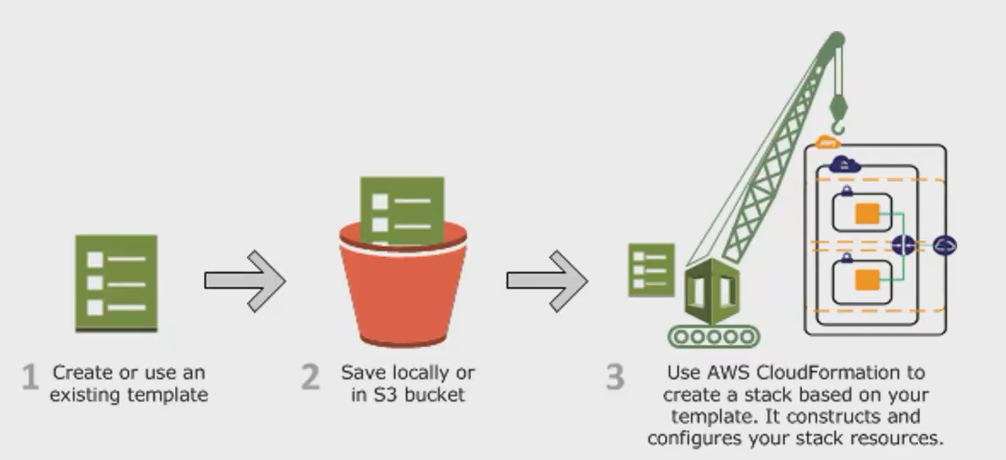 1 Create or use an
existing template
2 Save locally or
in S3 bucket
3 Use AWS CloudFormation to
create a stack based on your
template. It constructs and
configures your stack resources.
AWS